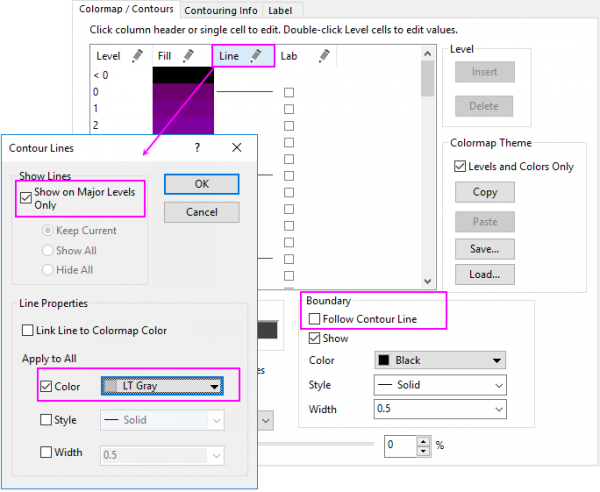 Colormap / Contours Contouring Info Label
Click column header or single cell to edit. Double-click Level cells to edit values.
Level Fill Line Lab
< 0
0
1
2
Level
Insert
Delete
Colormap Theme
Levels and Colors Only
Copy
Paste
Save...
Load...
Contour Lines ? ×
Show Lines
Show on Major Levels
Only
OK
Cancel
Keep Current
Show All
Hide All
Line Properties
Link Line to Colormap Color
Apply to All
Color LT Gray
Style Solid
Width 0.5
Boundary
Follow Contour Line
Show
Color Black
Style Solid
Width 0.5
0 %